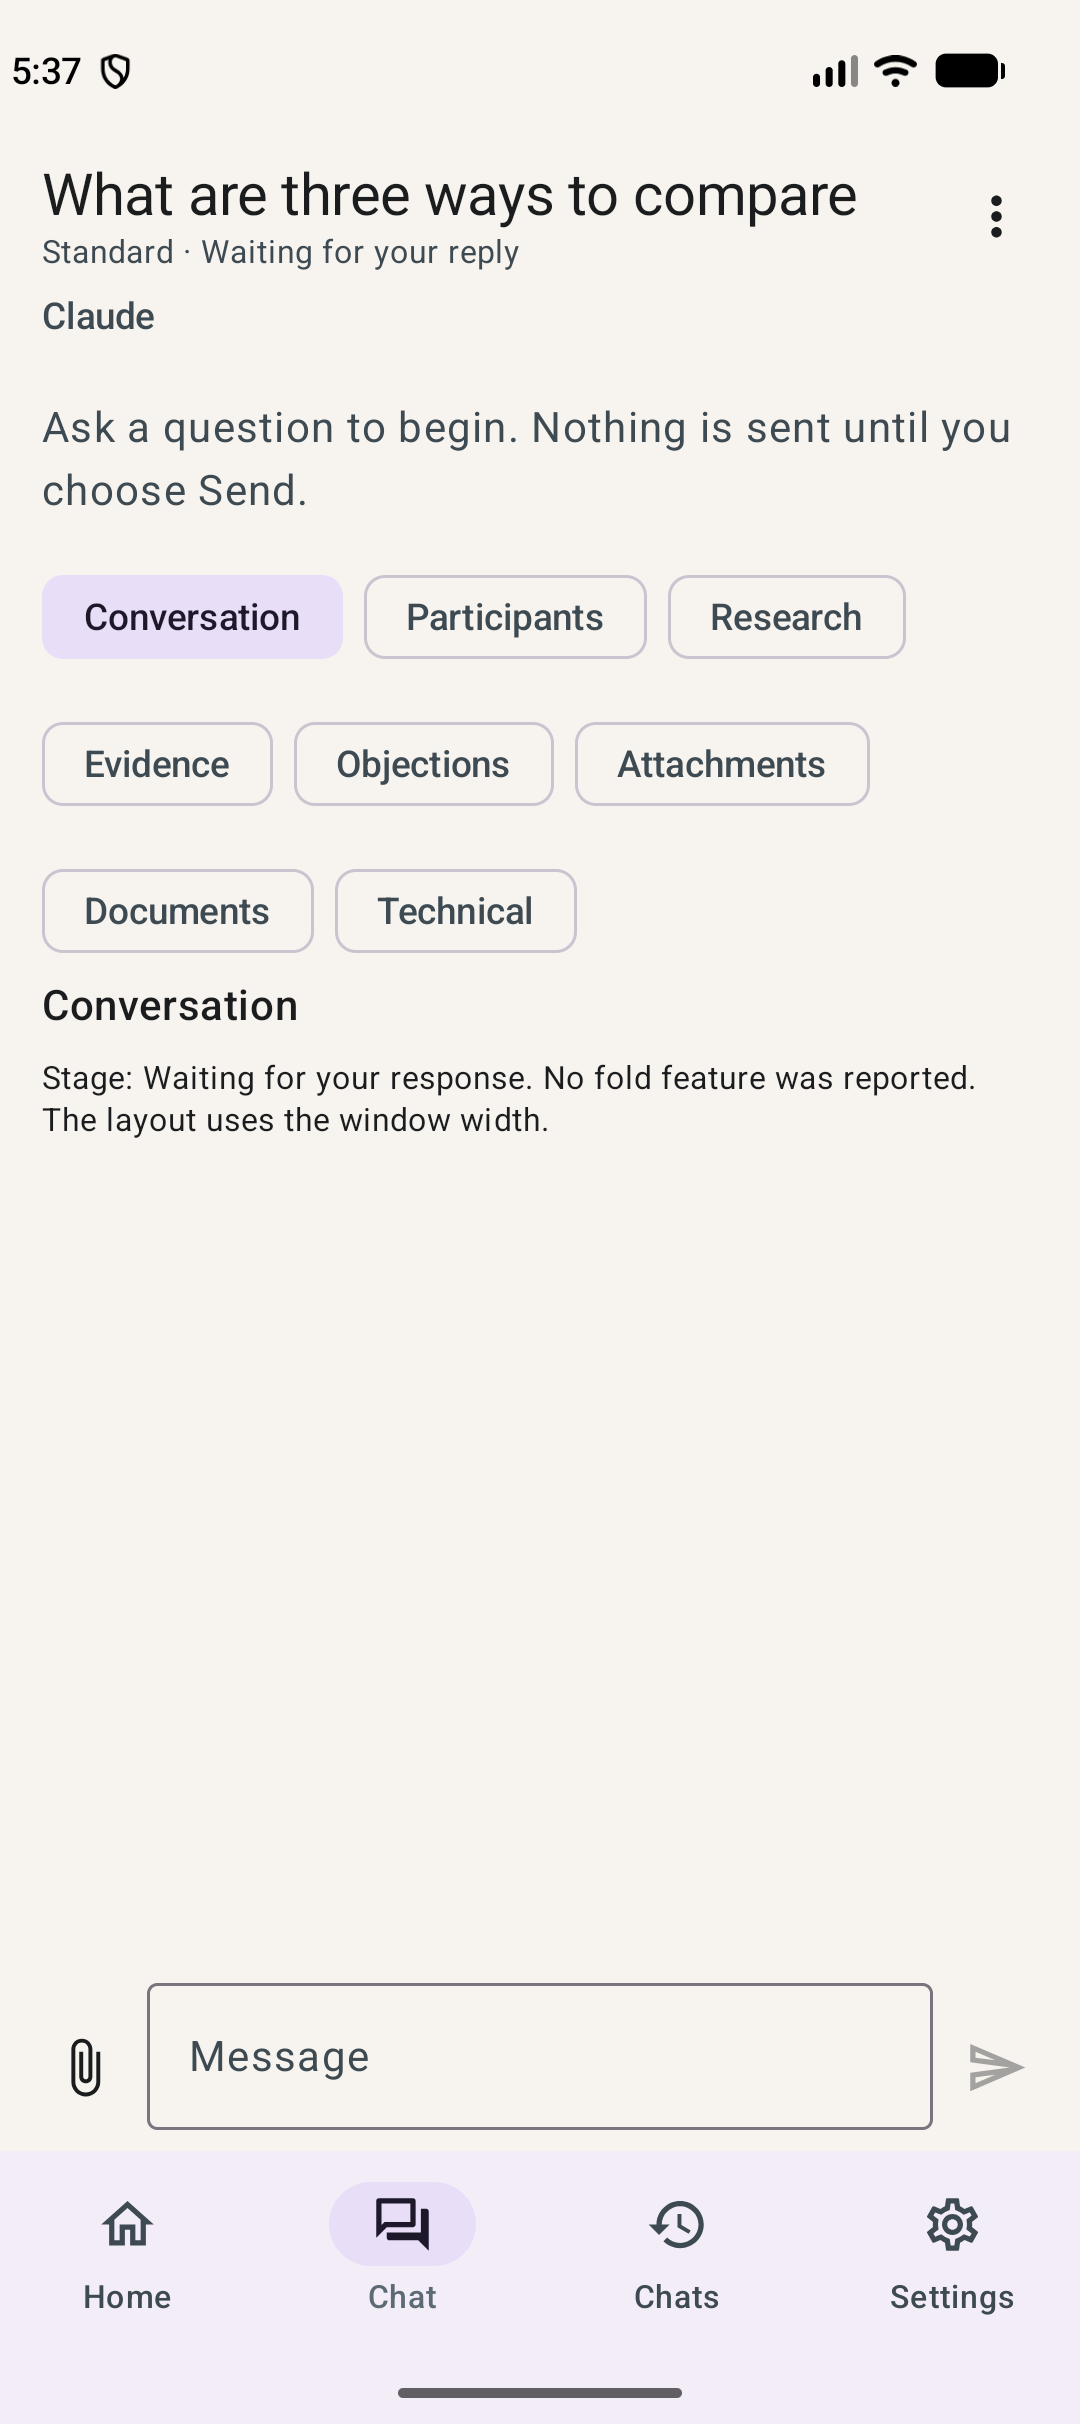 5:37
What are three ways to compare
Standard · Waiting for your reply
Claude
Ask a question to begin. Nothing is sent until you
choose Send.
Conversation
Participants
Research
Evidence
Objections
Attachments
Documents
Technical
Conversation
Stage: Waiting for your response. No fold feature was reported.
The layout uses the window width.
Message
Home
Chat
Chats
Settings